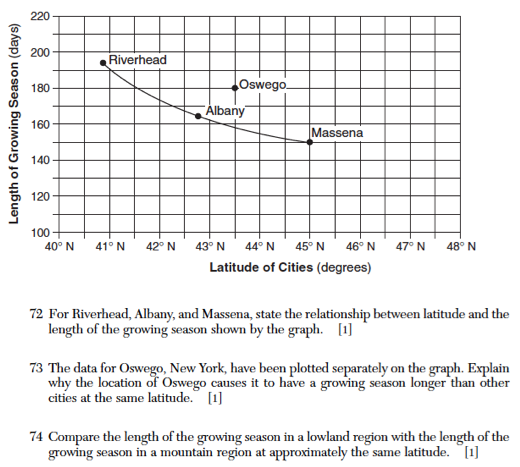 220
200
180
160
140
120
100
Length of Growing Season (days)
Riverhead
Oswego
Albany
Massena
40° N 41° N 42° N 43° N 44° N 45° N 46° N 47° N 48° N
Latitude of Cities (degrees)
72 For Riverhead, Albany, and Massena, state the relationship between latitude and the
length of the growing season shown by the graph. [1]
73 The data for Oswego, New York, have been plotted separately on the graph. Explain
why the location of Oswego causes it to have a growing season longer than other
cities at the same latitude. [1]
74 Compare the length of the growing season in a lowland region with the length of the
growing season in a mountain region at approximately the same latitude. [1]